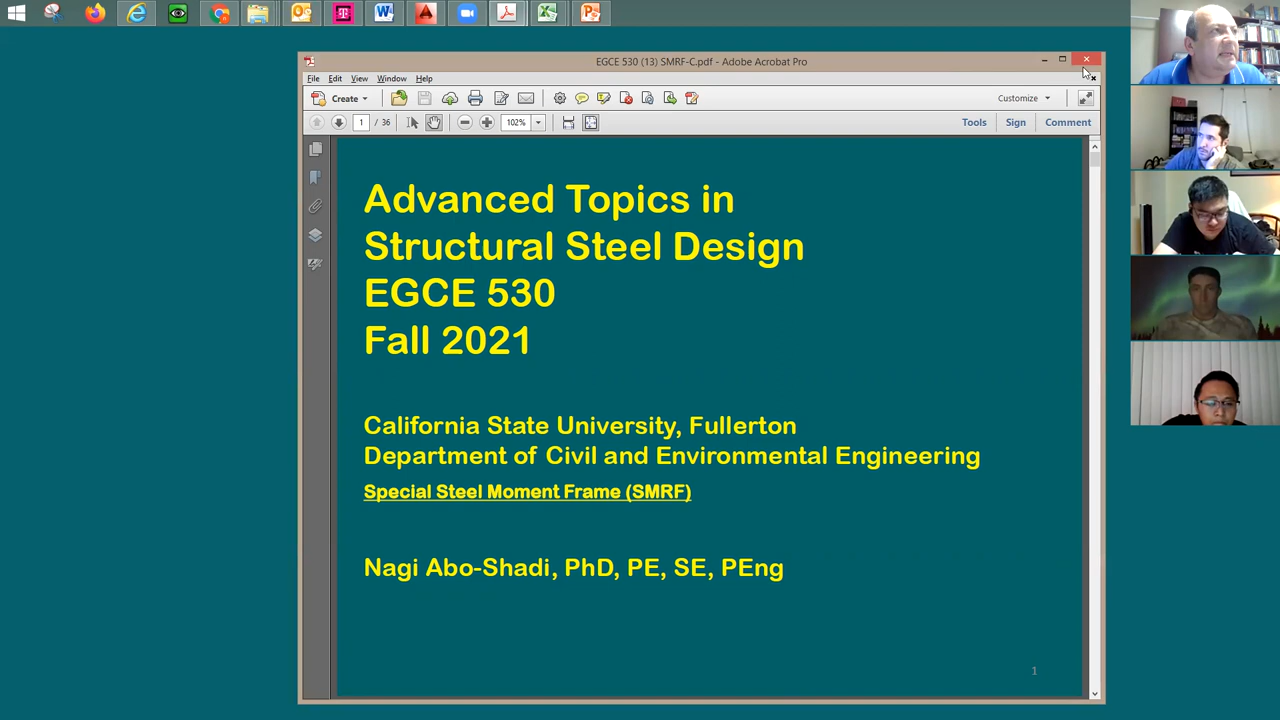 EGCE 530 (13) SMRF-C.pdf - Adobe Acrobat Pro
File Edit View Window Help
Create Customize
1 / 36 102% Tools Sign Comment
Advanced Topics in
Structural Steel Design
EGCE 530
Fall 2021
California State University, Fullerton
Department of Civil and Environmental Engineering
Special Steel Moment Frame (SMRF)
Nagi Abo-Shadi, PhD, PE, SE, PEng
1